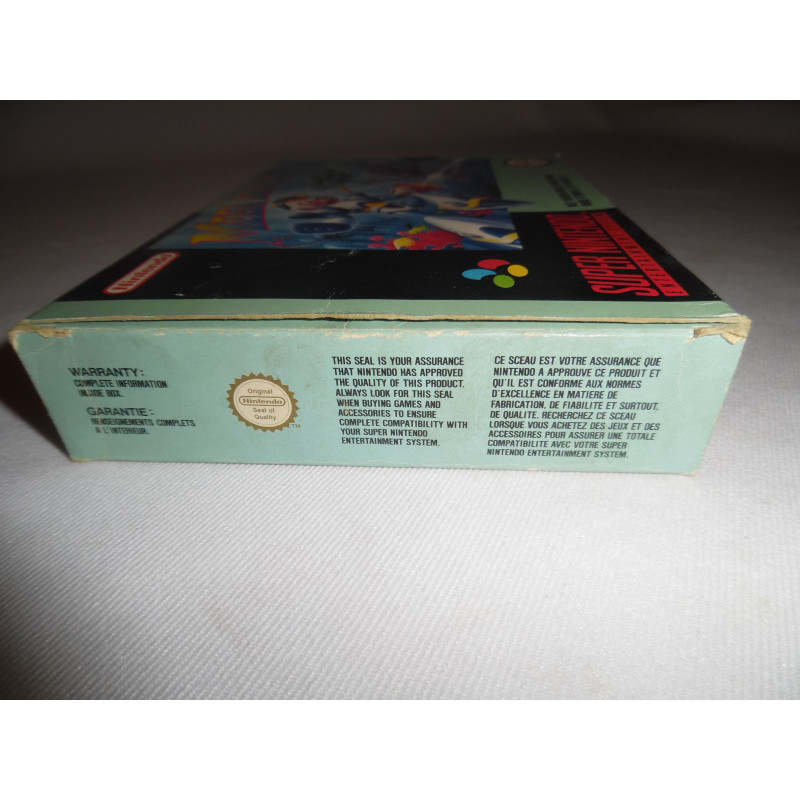 Nintendo
SUPER NINTENDO
ENTERTAINMENT
WARRANTY:
COMPLETE INFORMATION
INSIDE BOX.
GARANTIE:
RENSEIGNEMENTS COMPLETS
A L'INTERIEUR.
Original
Nintendo
Seal of
Quality
TM
THIS SEAL IS YOUR ASSURANCE
THAT NINTENDO HAS APPROVED
THE QUALITY OF THIS PRODUCT.
ALWAYS LOOK FOR THIS SEAL
WHEN BUYING GAMES AND
ACCESSORIES TO ENSURE
COMPLETE COMPATIBILITY WITH
YOUR SUPER NINTENDO
ENTERTAINMENT SYSTEM.
CE SCEAU EST VOTRE ASSURANCE QUE
NINTENDO A APPROUVE CE PRODUIT ET
QU'IL EST CONFORME AUX NORMES
D'EXCELLENCE EN MATIERE DE
FABRICATION, DE FIABILITE ET SURTOUT,
DE QUALITE. RECHERCHEZ CE SCEAU
LORSQUE VOUS ACHETEZ DES JEUX ET DES
ACCESSOIRES POUR ASSURER UNE TOTALE
COMPATIBILITE AVEC VOTRE SUPER
NINTENDO ENTERTAINMENT SYSTEM.